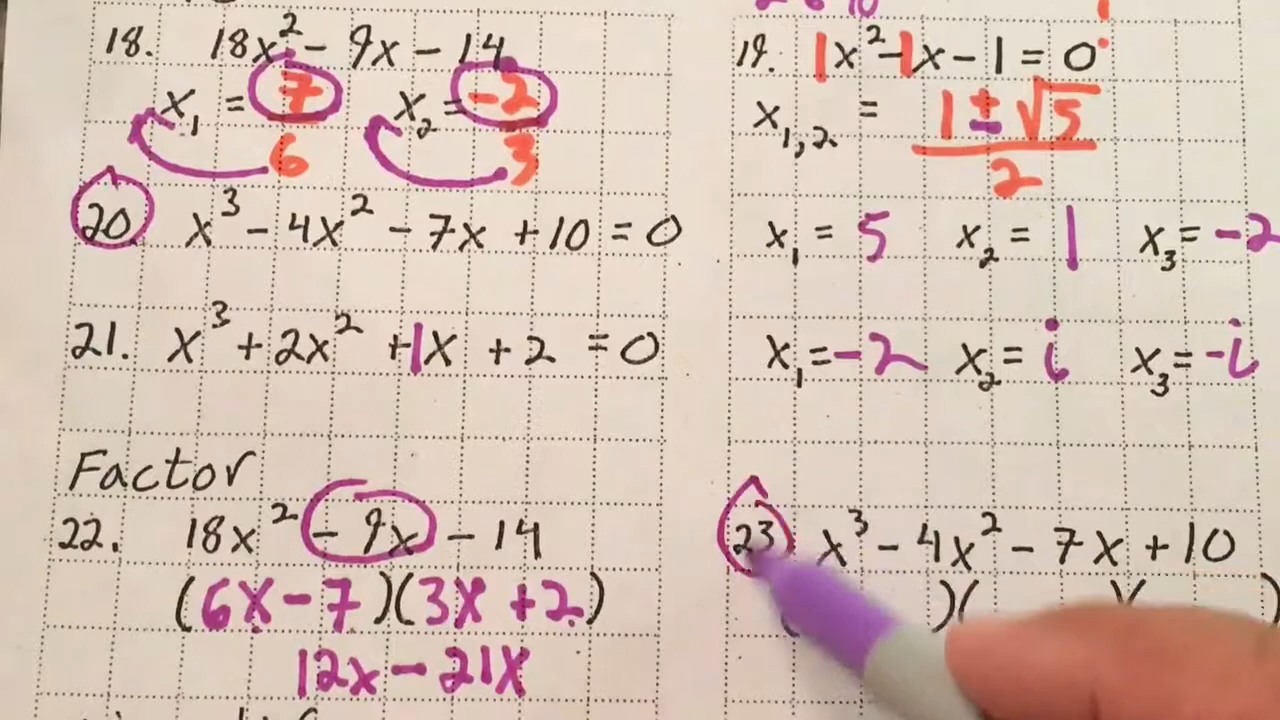 18. 18x² - 9x - 14
x₁ = 7/6 x₂ = -2/3
19. 1x² - 1x - 1 = 0
x₁,₂ = (1 ± √5)/2
20. x³ - 4x² - 7x + 10 = 0
x₁ = 5 x₂ = 1 x₃ = -2
21. x³ + 2x² + 1x + 2 = 0
x₁ = -2 x₂ = i x₃ = -i
Factor
22. 18x² - 9x - 14
(6x - 7)(3x + 2)
12x - 21x
23 x³ - 4x² - 7x + 10
( )( )( )